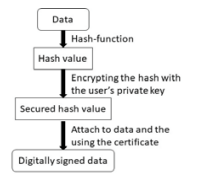 Data
Hash-function
Hash value
Encrypting the hash with
the user's private key
Secured hash value
Attach to data and the
using the certificate
Digitally signed data